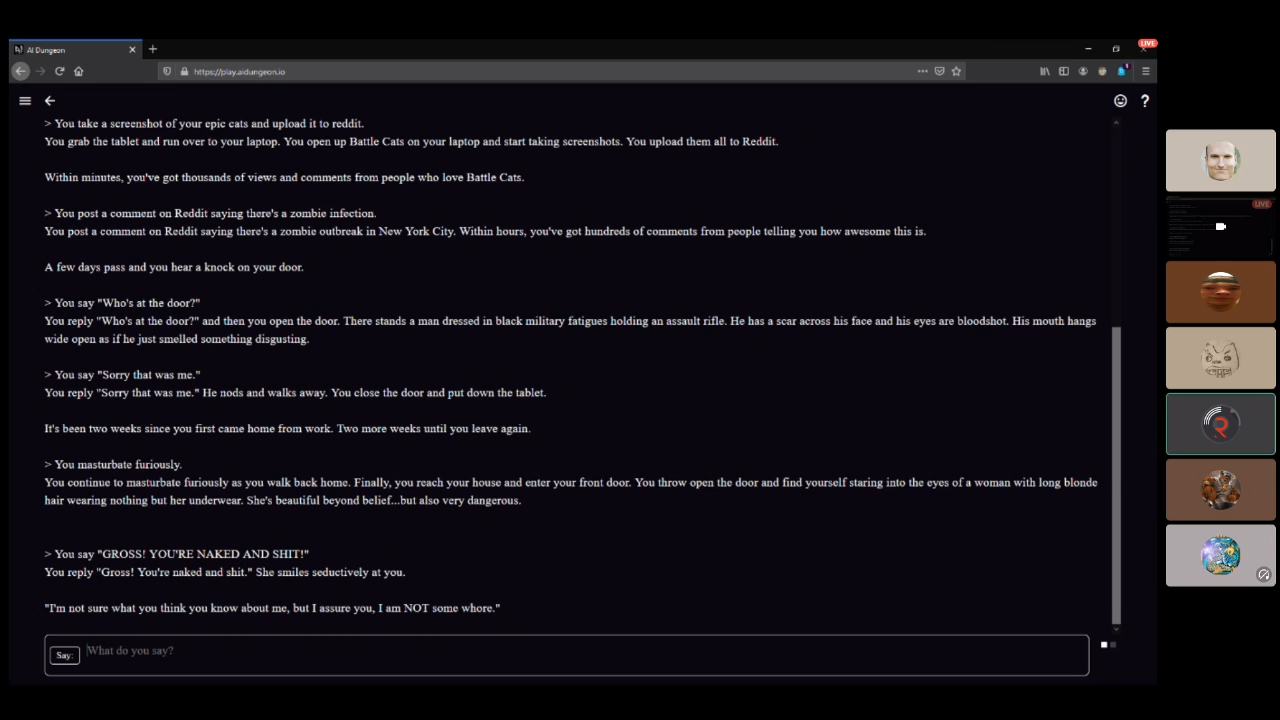 LIVE
AI Dungeon
https://play.aidungeon.io
> You take a screenshot of your epic cats and upload it to reddit.
You grab the tablet and run over to your laptop. You open up Battle Cats on your laptop and start taking screenshots. You upload them all to Reddit.
Within minutes, you've got thousands of views and comments from people who love Battle Cats.
> You post a comment on Reddit saying there's a zombie infection.
You post a comment on Reddit saying there's a zombie outbreak in New York City. Within hours, you've got hundreds of comments from people telling you how awesome this is.
A few days pass and you hear a knock on your door.
> You say "Who's at the door?"
You reply "Who's at the door?" and then you open the door. There stands a man dressed in black military fatigues holding an assault rifle. He has a scar across his face and his eyes are bloodshot. His mouth hangs
wide open as if he just smelled something disgusting.
> You say "Sorry that was me."
You reply "Sorry that was me." He nods and walks away. You close the door and put down the tablet.
It's been two weeks since you first came home from work. Two more weeks until you leave again.
> You masturbate furiously.
You continue to masturbate furiously as you walk back home. Finally, you reach your house and enter your front door. You throw open the door and find yourself staring into the eyes of a woman with long blonde
hair wearing nothing but her underwear. She's beautiful beyond belief...but also very dangerous.
> You say "GROSS! YOU'RE NAKED AND SHIT!"
You reply "Gross! You're naked and shit." She smiles seductively at you.
"I'm not sure what you think you know about me, but I assure you, I am NOT some whore."
Say:
What do you say?
LIVE